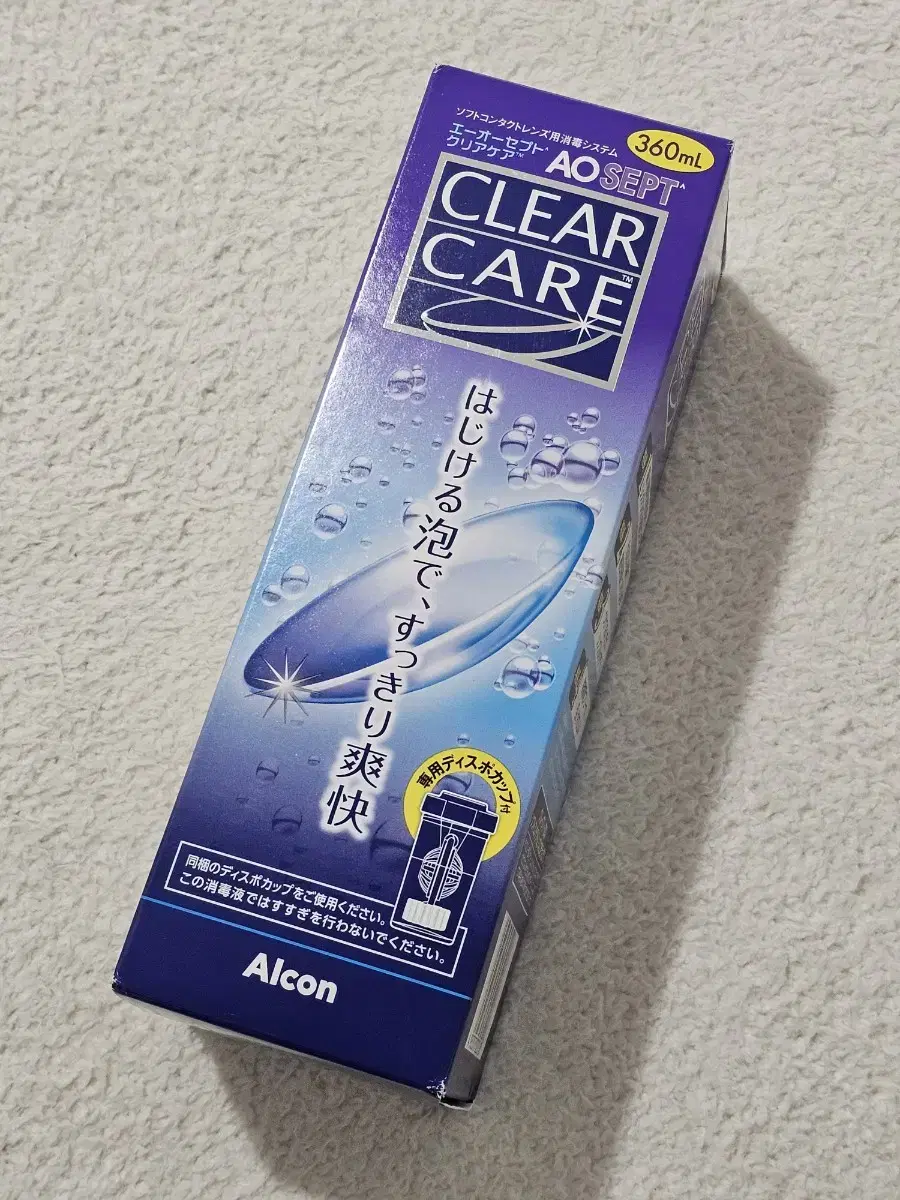 ソフトコンタクトレンズ用消毒システム
エーオーセプト^
クリアケア™
AOSEPT^
360mL
CLEAR
CARE™
はじける泡で、すっきり爽快
専用ディスポカップ付
同梱のディスポカップをご使用ください。
この消毒液ではすすぎを行わないでください。
Alcon